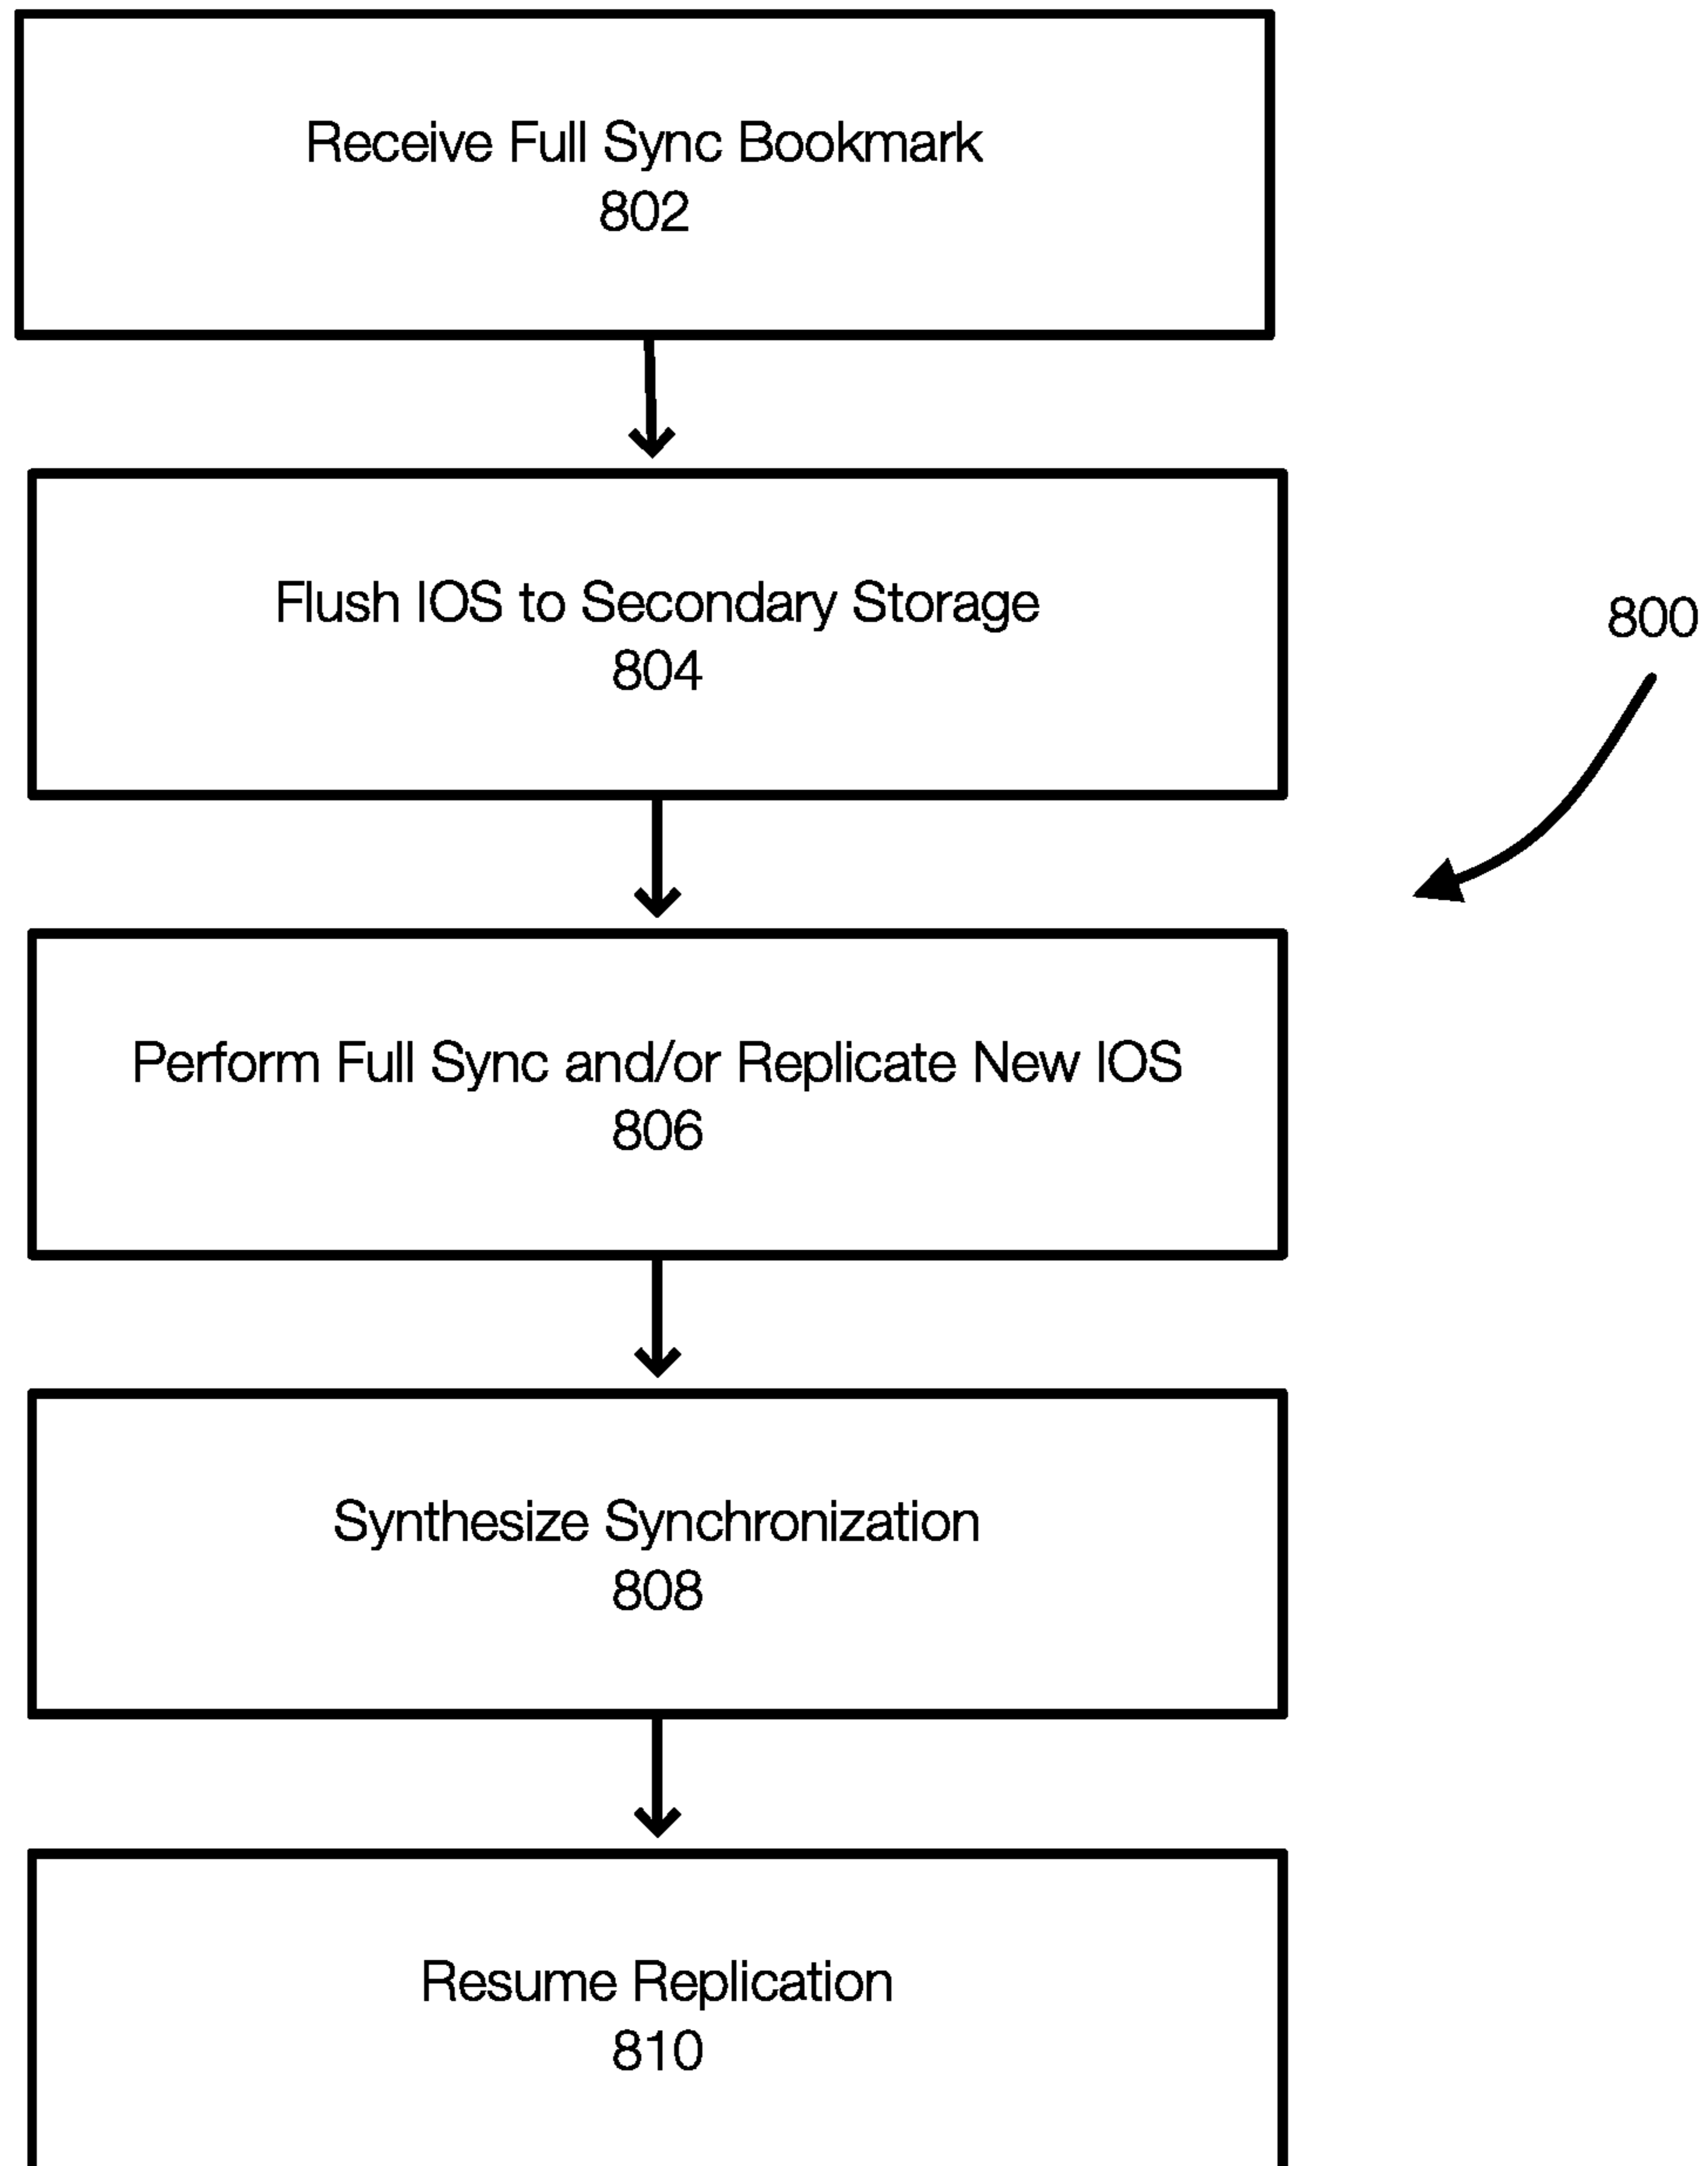 Receive Full Sync Bookmark
802
Flush IOS to Secondary Storage
804
800
Perform Full Sync and/or Replicate New IOS
806
Synthesize Synchronization
808
Resume Replication
810